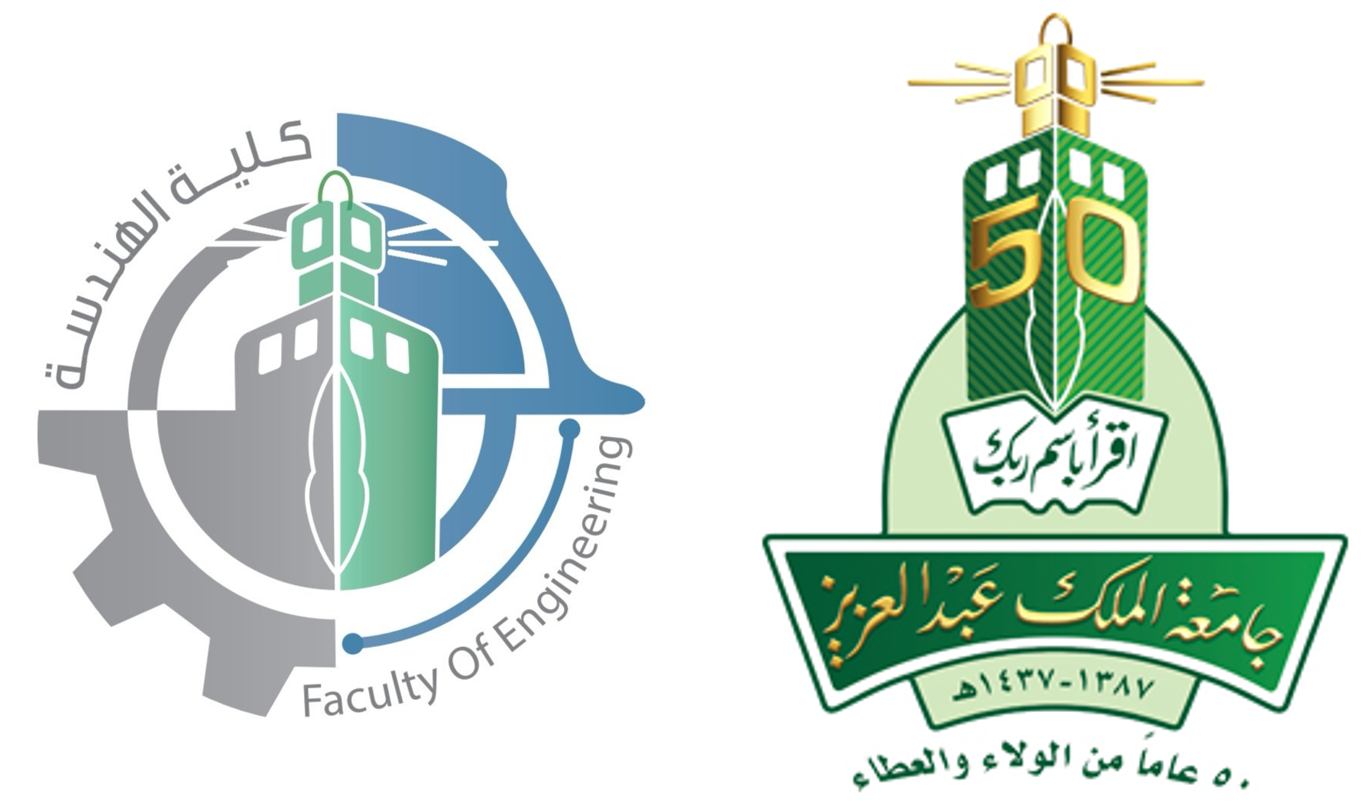 كلية الهندسة
Faculty Of Engineering
50
اقرأ باسم ربك
جامعة الملك عبد العزيز
١٣٨٧-١٤٣٧هـ
٥٠ عاماً من الولاء والعطاء